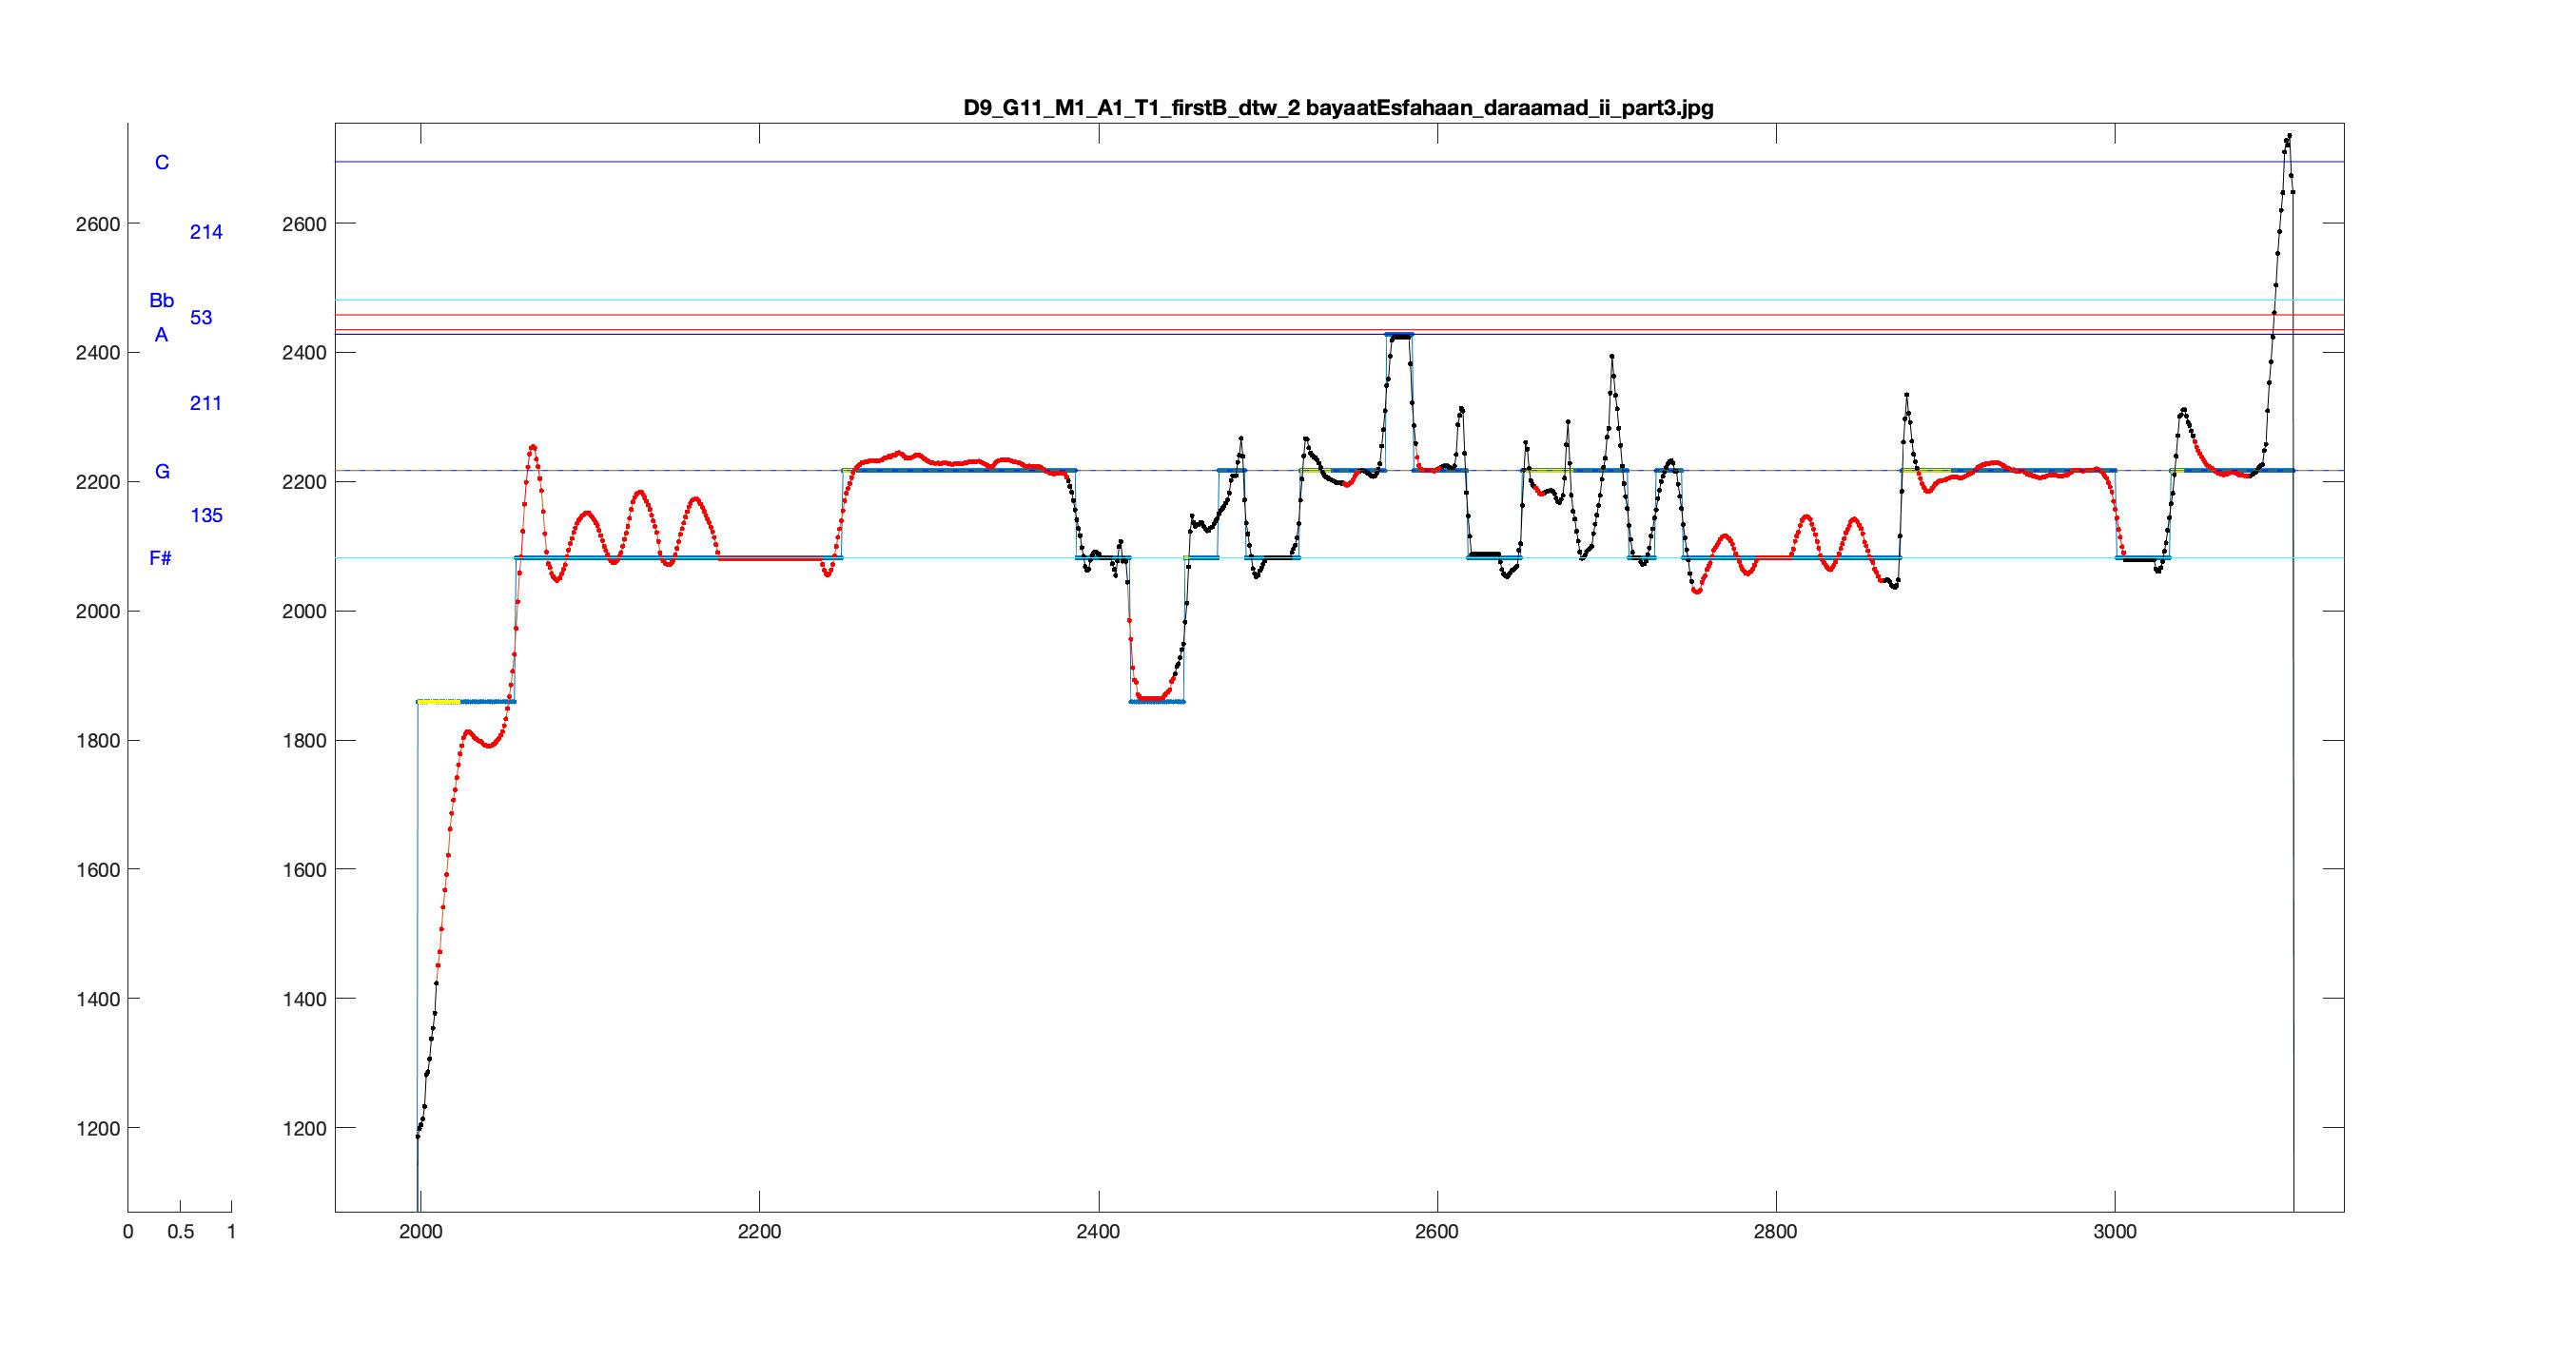 D9_G11_M1_A1_T1_firstB_dtw_2 bayaatEsfahaan_daraamad_ii_part3.jpg
C
2600 2600
214
Bb
53
A
2400 2400
211
G
2200 2200
135
F#
2000 2000
1800 1800
1600 1600
1400 1400
1200 1200
0 0.5 1 2000 2200 2400 2600 2800 3000